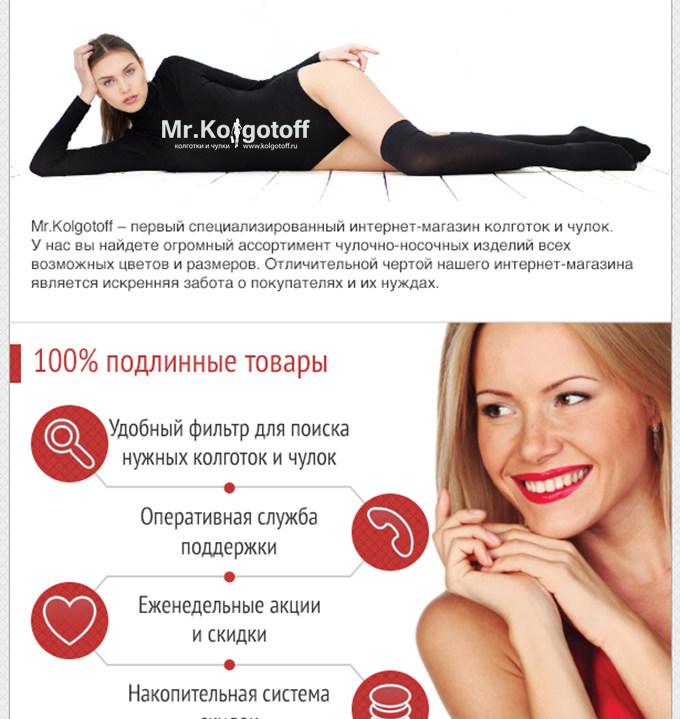 Mr.Kolgotoff
колготки и чулки www.kolgotoff.ru
Mr.Kolgotoff – первый специализированный интернет-магазин колготок и чулок.
У нас вы найдете огромный ассортимент чулочно-носочных изделий всех
возможных цветов и размеров. Отличительной чертой нашего интернет-магазина
является искренняя забота о покупателях и их нуждах.
100% подлинные товары
Удобный фильтр для поиска
нужных колготок и чулок
Оперативная служба
поддержки
Еженедельные акции
и скидки
Накопительная система